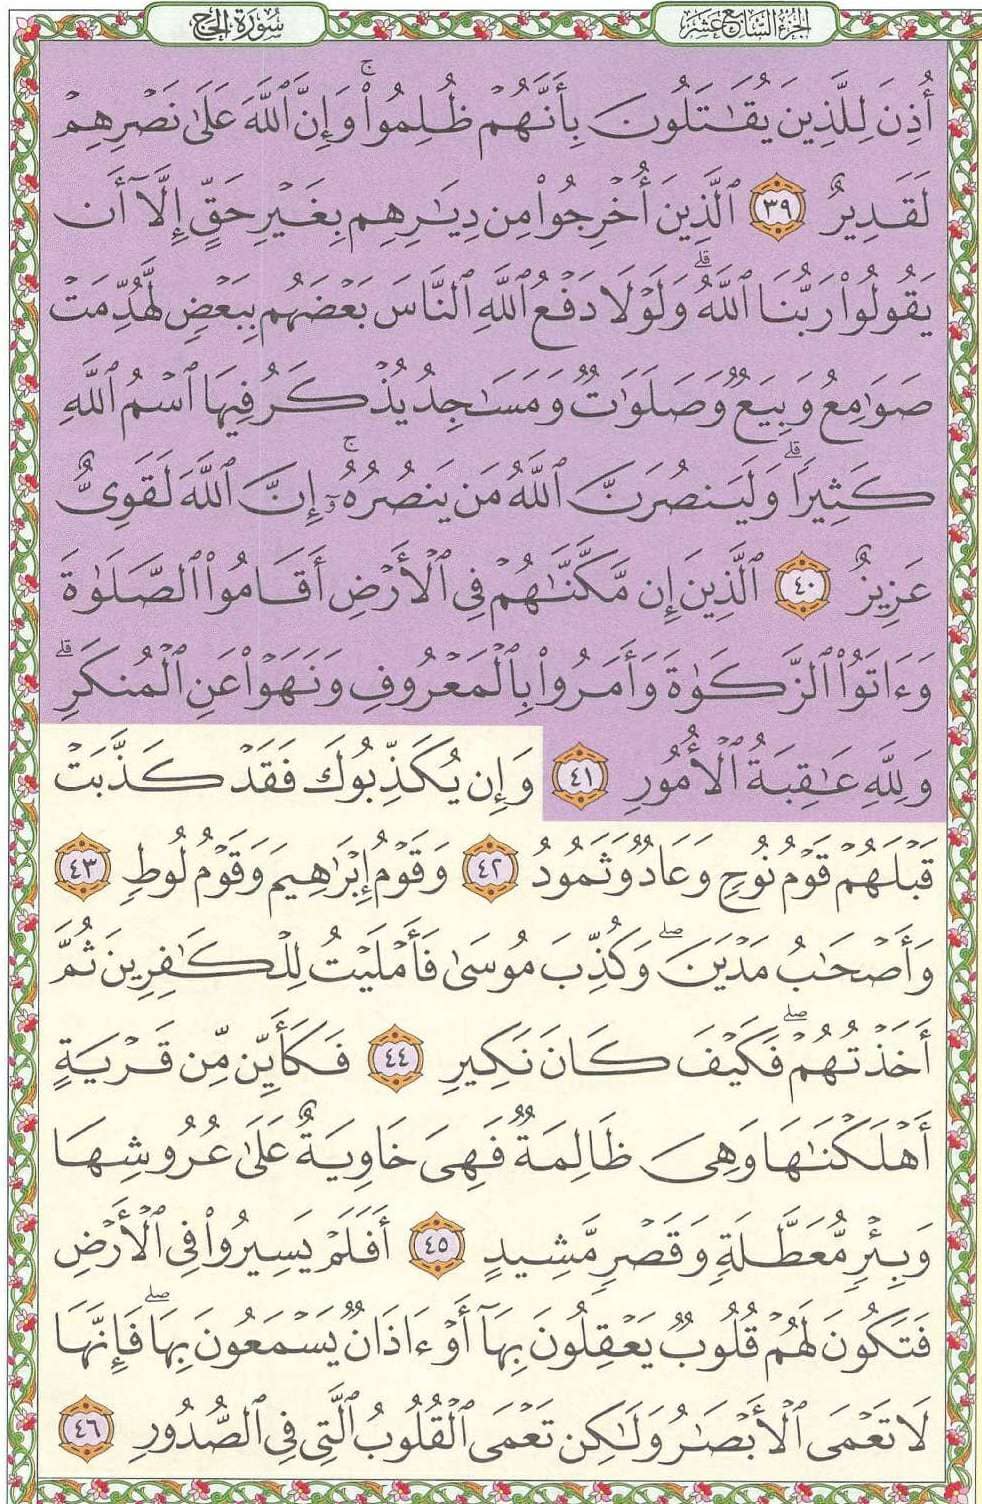 الجزء السابع عشر
سورة الحج
أُذِنَ لِلَّذِينَ يُقَٰتَلُونَ بِأَنَّهُمْ ظُلِمُوا۟ ۚ وَإِنَّ ٱللَّهَ عَلَىٰ نَصْرِهِمْ
لَقَدِيرٌ ٣٩ ٱلَّذِينَ أُخْرِجُوا۟ مِن دِيَٰرِهِم بِغَيْرِ حَقٍّ إِلَّآ أَن
يَقُولُوا۟ رَبُّنَا ٱللَّهُ ۗ وَلَوْلَا دَفْعُ ٱللَّهِ ٱلنَّاسَ بَعْضَهُم بِبَعْضٍ لَّهُدِّمَتْ
صَوَٰمِعُ وَبِيَعٌ وَصَلَوَٰتٌ وَمَسَٰجِدُ يُذْكَرُ فِيهَا ٱسْمُ ٱللَّهِ
كَثِيرًا ۗ وَلَيَنصُرَنَّ ٱللَّهُ مَن يَنصُرُهُۥٓ ۚ إِنَّ ٱللَّهَ لَقَوِىٌّ
عَزِيزٌ ٤٠ ٱلَّذِينَ إِن مَّكَّنَّٰهُمْ فِى ٱلْأَرْضِ أَقَامُوا۟ ٱلصَّلَوٰةَ
وَءَاتَوُا۟ ٱلزَّكَوٰةَ وَأَمَرُوا۟ بِٱلْمَعْرُوفِ وَنَهَوْا۟ عَنِ ٱلْمُنكَرِ ۗ
وَلِلَّهِ عَٰقِبَةُ ٱلْأُمُورِ ٤١ وَإِن يُكَذِّبُوكَ فَقَدْ كَذَّبَتْ
قَبْلَهُمْ قَوْمُ نُوحٍ وَعَادٌ وَثَمُودُ ٤٢ وَقَوْمُ إِبْرَٰهِيمَ وَقَوْمُ لُوطٍ ٤٣
وَأَصْحَٰبُ مَدْيَنَ ۖ وَكُذِّبَ مُوسَىٰ فَأَمْلَيْتُ لِلْكَٰفِرِينَ ثُمَّ
أَخَذْتُهُمْ ۖ فَكَيْفَ كَانَ نَكِيرِ ٤٤ فَكَأَيِّن مِّن قَرْيَةٍ
أَهْلَكْنَٰهَا وَهِىَ ظَالِمَةٌ فَهِىَ خَاوِيَةٌ عَلَىٰ عُرُوشِهَا
وَبِئْرٍ مُّعَطَّلَةٍ وَقَصْرٍ مَّشِيدٍ ٤٥ أَفَلَمْ يَسِيرُوا۟ فِى ٱلْأَرْضِ
فَتَكُونَ لَهُمْ قُلُوبٌ يَعْقِلُونَ بِهَآ أَوْ ءَاذَانٌ يَسْمَعُونَ بِهَا ۖ فَإِنَّهَا
لَا تَعْمَى ٱلْأَبْصَٰرُ وَلَٰكِن تَعْمَى ٱلْقُلُوبُ ٱلَّتِى فِى ٱلصُّدُورِ ٤٦